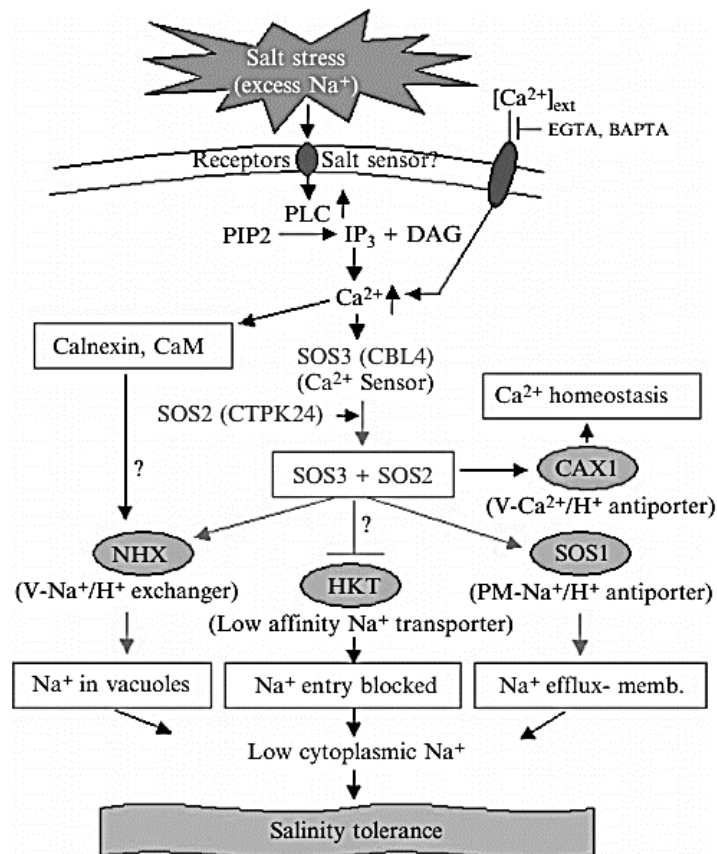 Salt stress
(excess Na⁺)
[Ca²⁺]ext
EGTA, BAPTA
Receptors
Salt sensor?
PLC
PIP2
IP₃ + DAG
Ca²⁺
Calnexin, CaM
SOS3 (CBL4)
(Ca²⁺ Sensor)
Ca²⁺ homeostasis
SOS2 (CTPK24)
?
SOS3 + SOS2
CAX1
(V-Ca²⁺/H⁺ antiporter)
?
NHX
SOS1
(V-Na⁺/H⁺ exchanger)
HKT
(PM-Na⁺/H⁺ antiporter)
(Low affinity Na⁺ transporter)
Na⁺ in vacuoles
Na⁺ entry blocked
Na⁺ efflux- memb.
Low cytoplasmic Na⁺
Salinity tolerance